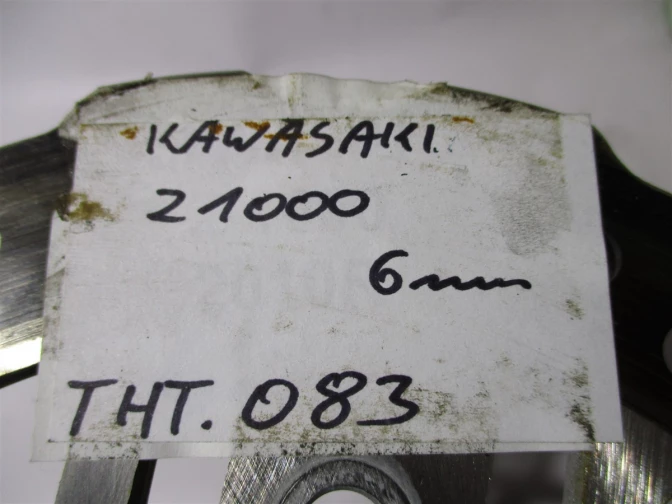 KAWASAKI.
Z1000
6mm
THT. 083